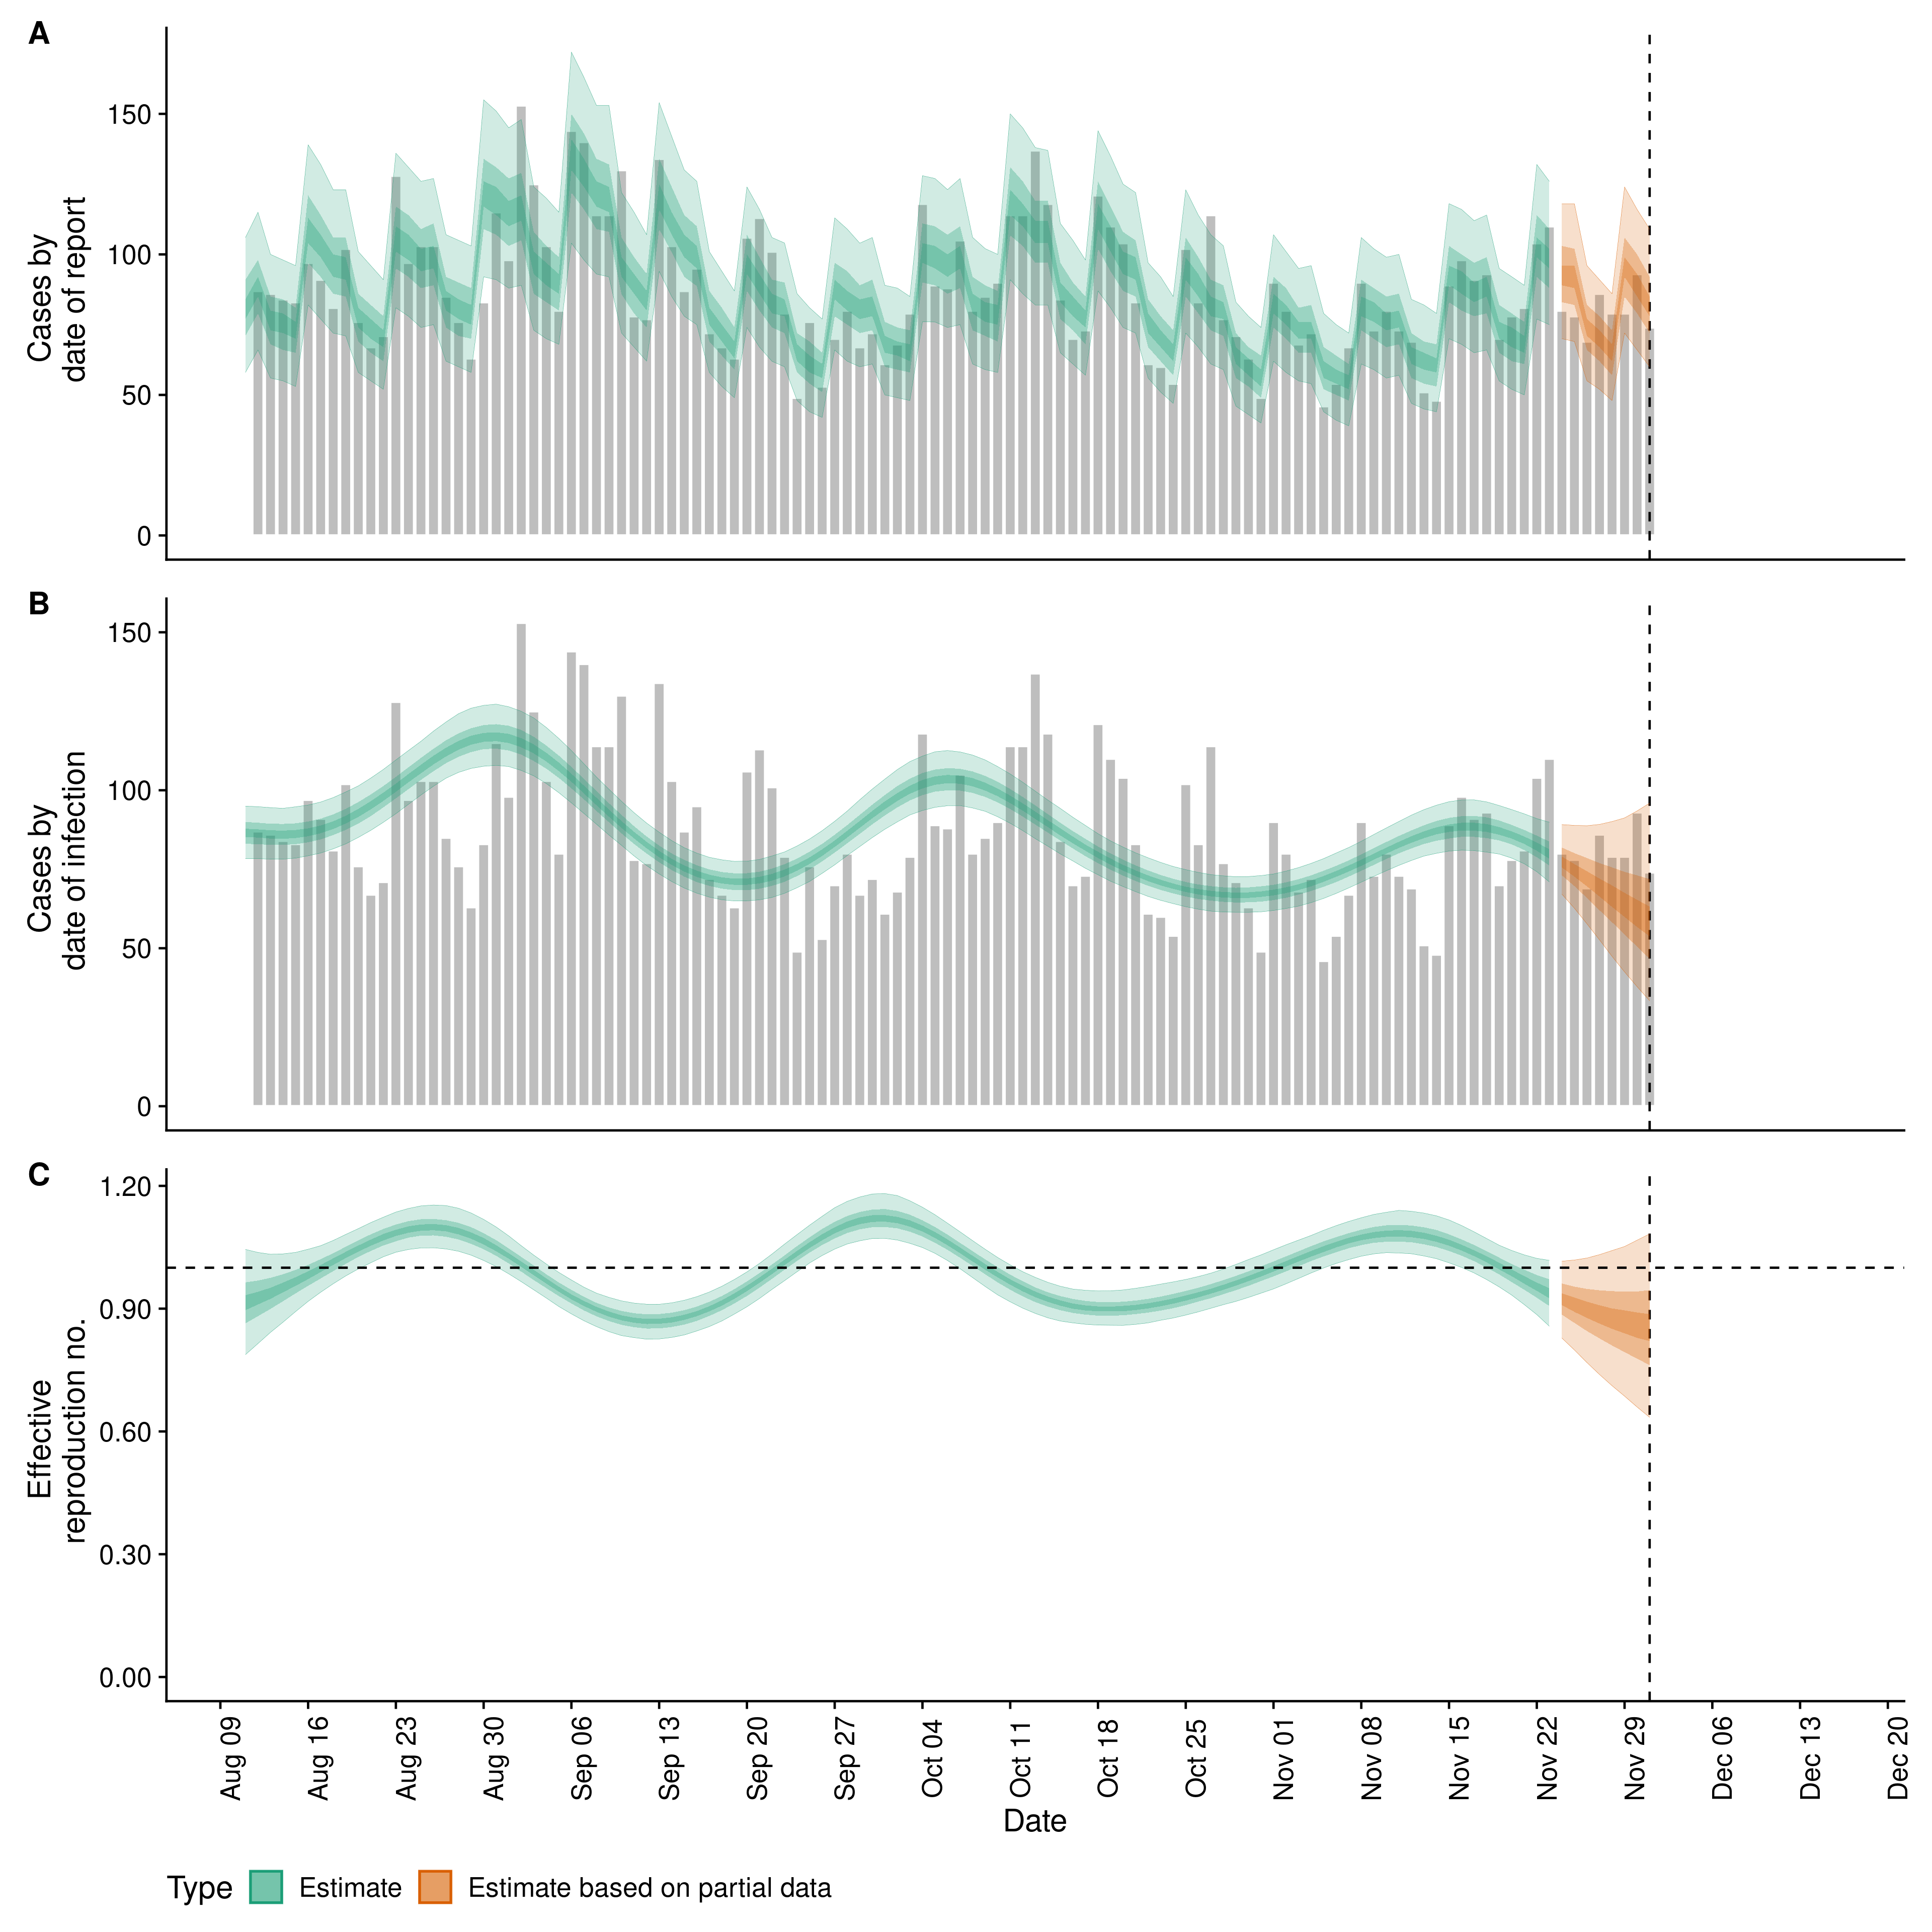 A
Cases by
date of report
150
100
50
0
B
Cases by
date of infection
150
100
50
0
C
Effective
reproduction no.
1.20
0.90
0.60
0.30
0.00
Aug 09
Aug 16
Aug 23
Aug 30
Sep 06
Sep 13
Sep 20
Sep 27
Oct 04
Oct 11
Oct 18
Oct 25
Nov 01
Nov 08
Nov 15
Nov 22
Nov 29
Dec 06
Dec 13
Dec 20
Date
Type Estimate Estimate based on partial data